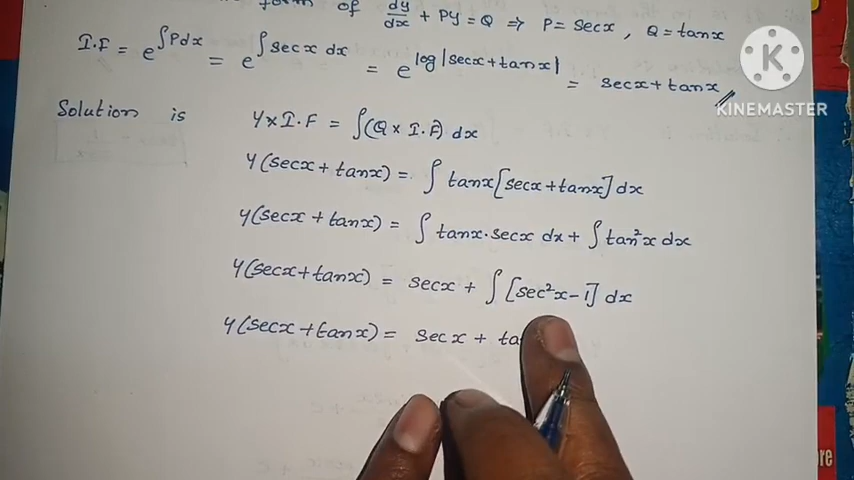 form of dy/dx + Py = Q ⇒ P = secx, Q = tanx
I.F = e^∫Pdx = e^∫secx dx = e^log|secx+tanx| = secx+tanx
KINEMASTER
Solution is y×I.F = ∫(Q × I.F) dx
y(secx+tanx) = ∫ tanx[secx+tanx] dx
y(secx+tanx) = ∫ tanx·secx dx + ∫ tan²x dx
y(secx+tanx) = secx + ∫ [sec²x-1] dx
y(secx+tanx) = secx + ta